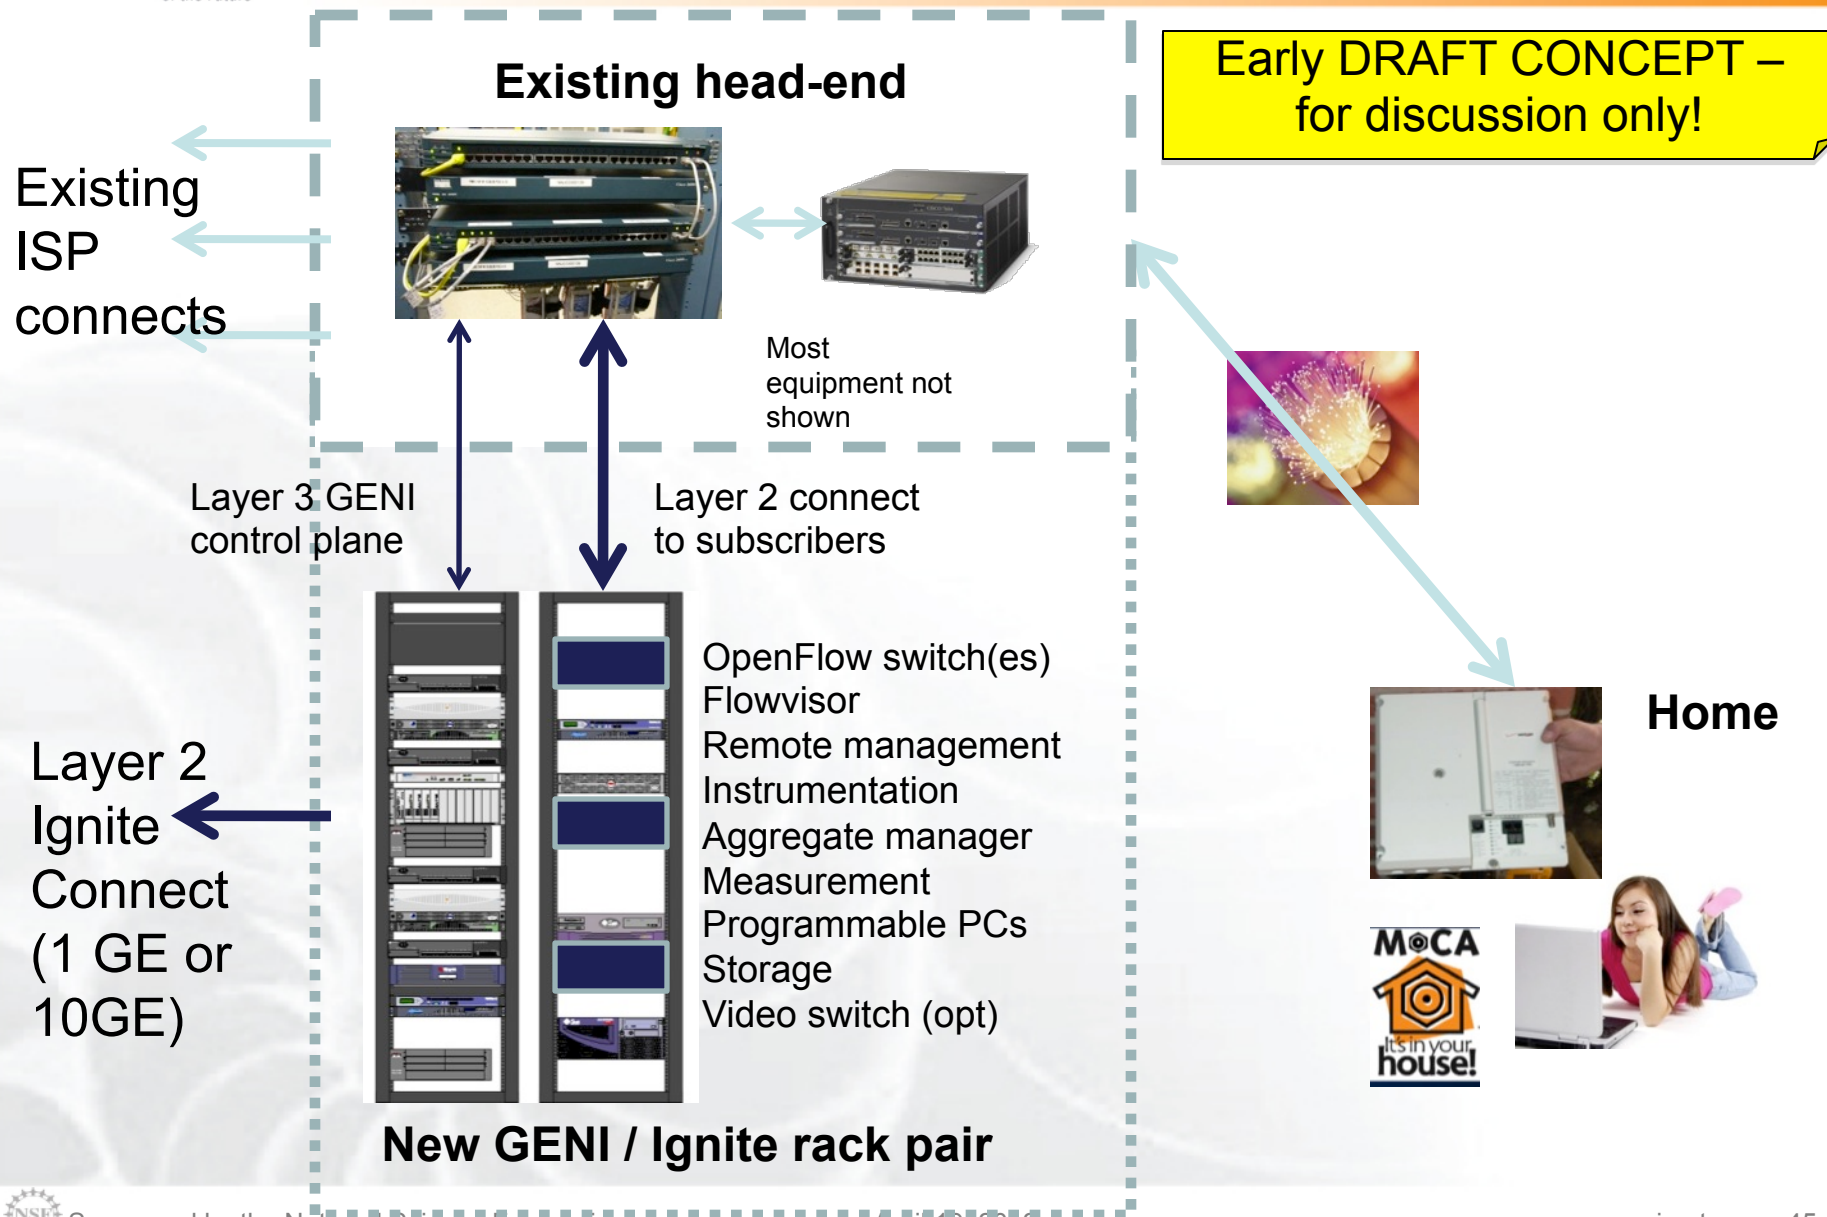 Early DRAFT CONCEPT –
for discussion only!
Existing head-end
Existing
ISP
connects
Most
equipment not
shown
Layer 3 GENI
control plane
Layer 2 connect
to subscribers
OpenFlow switch(es)
Flowvisor
Remote management
Instrumentation
Aggregate manager
Measurement
Programmable PCs
Storage
Video switch (opt)
Layer 2
Ignite
Connect
(1 GE or
10GE)
Home
MoCA
It's in your
house!
New GENI / Ignite rack pair
NSF